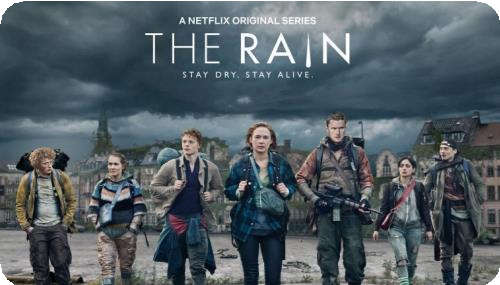 A NETFLIX ORIGINAL SERIES
THE RAIN
STAY DRY. STAY ALIVE.